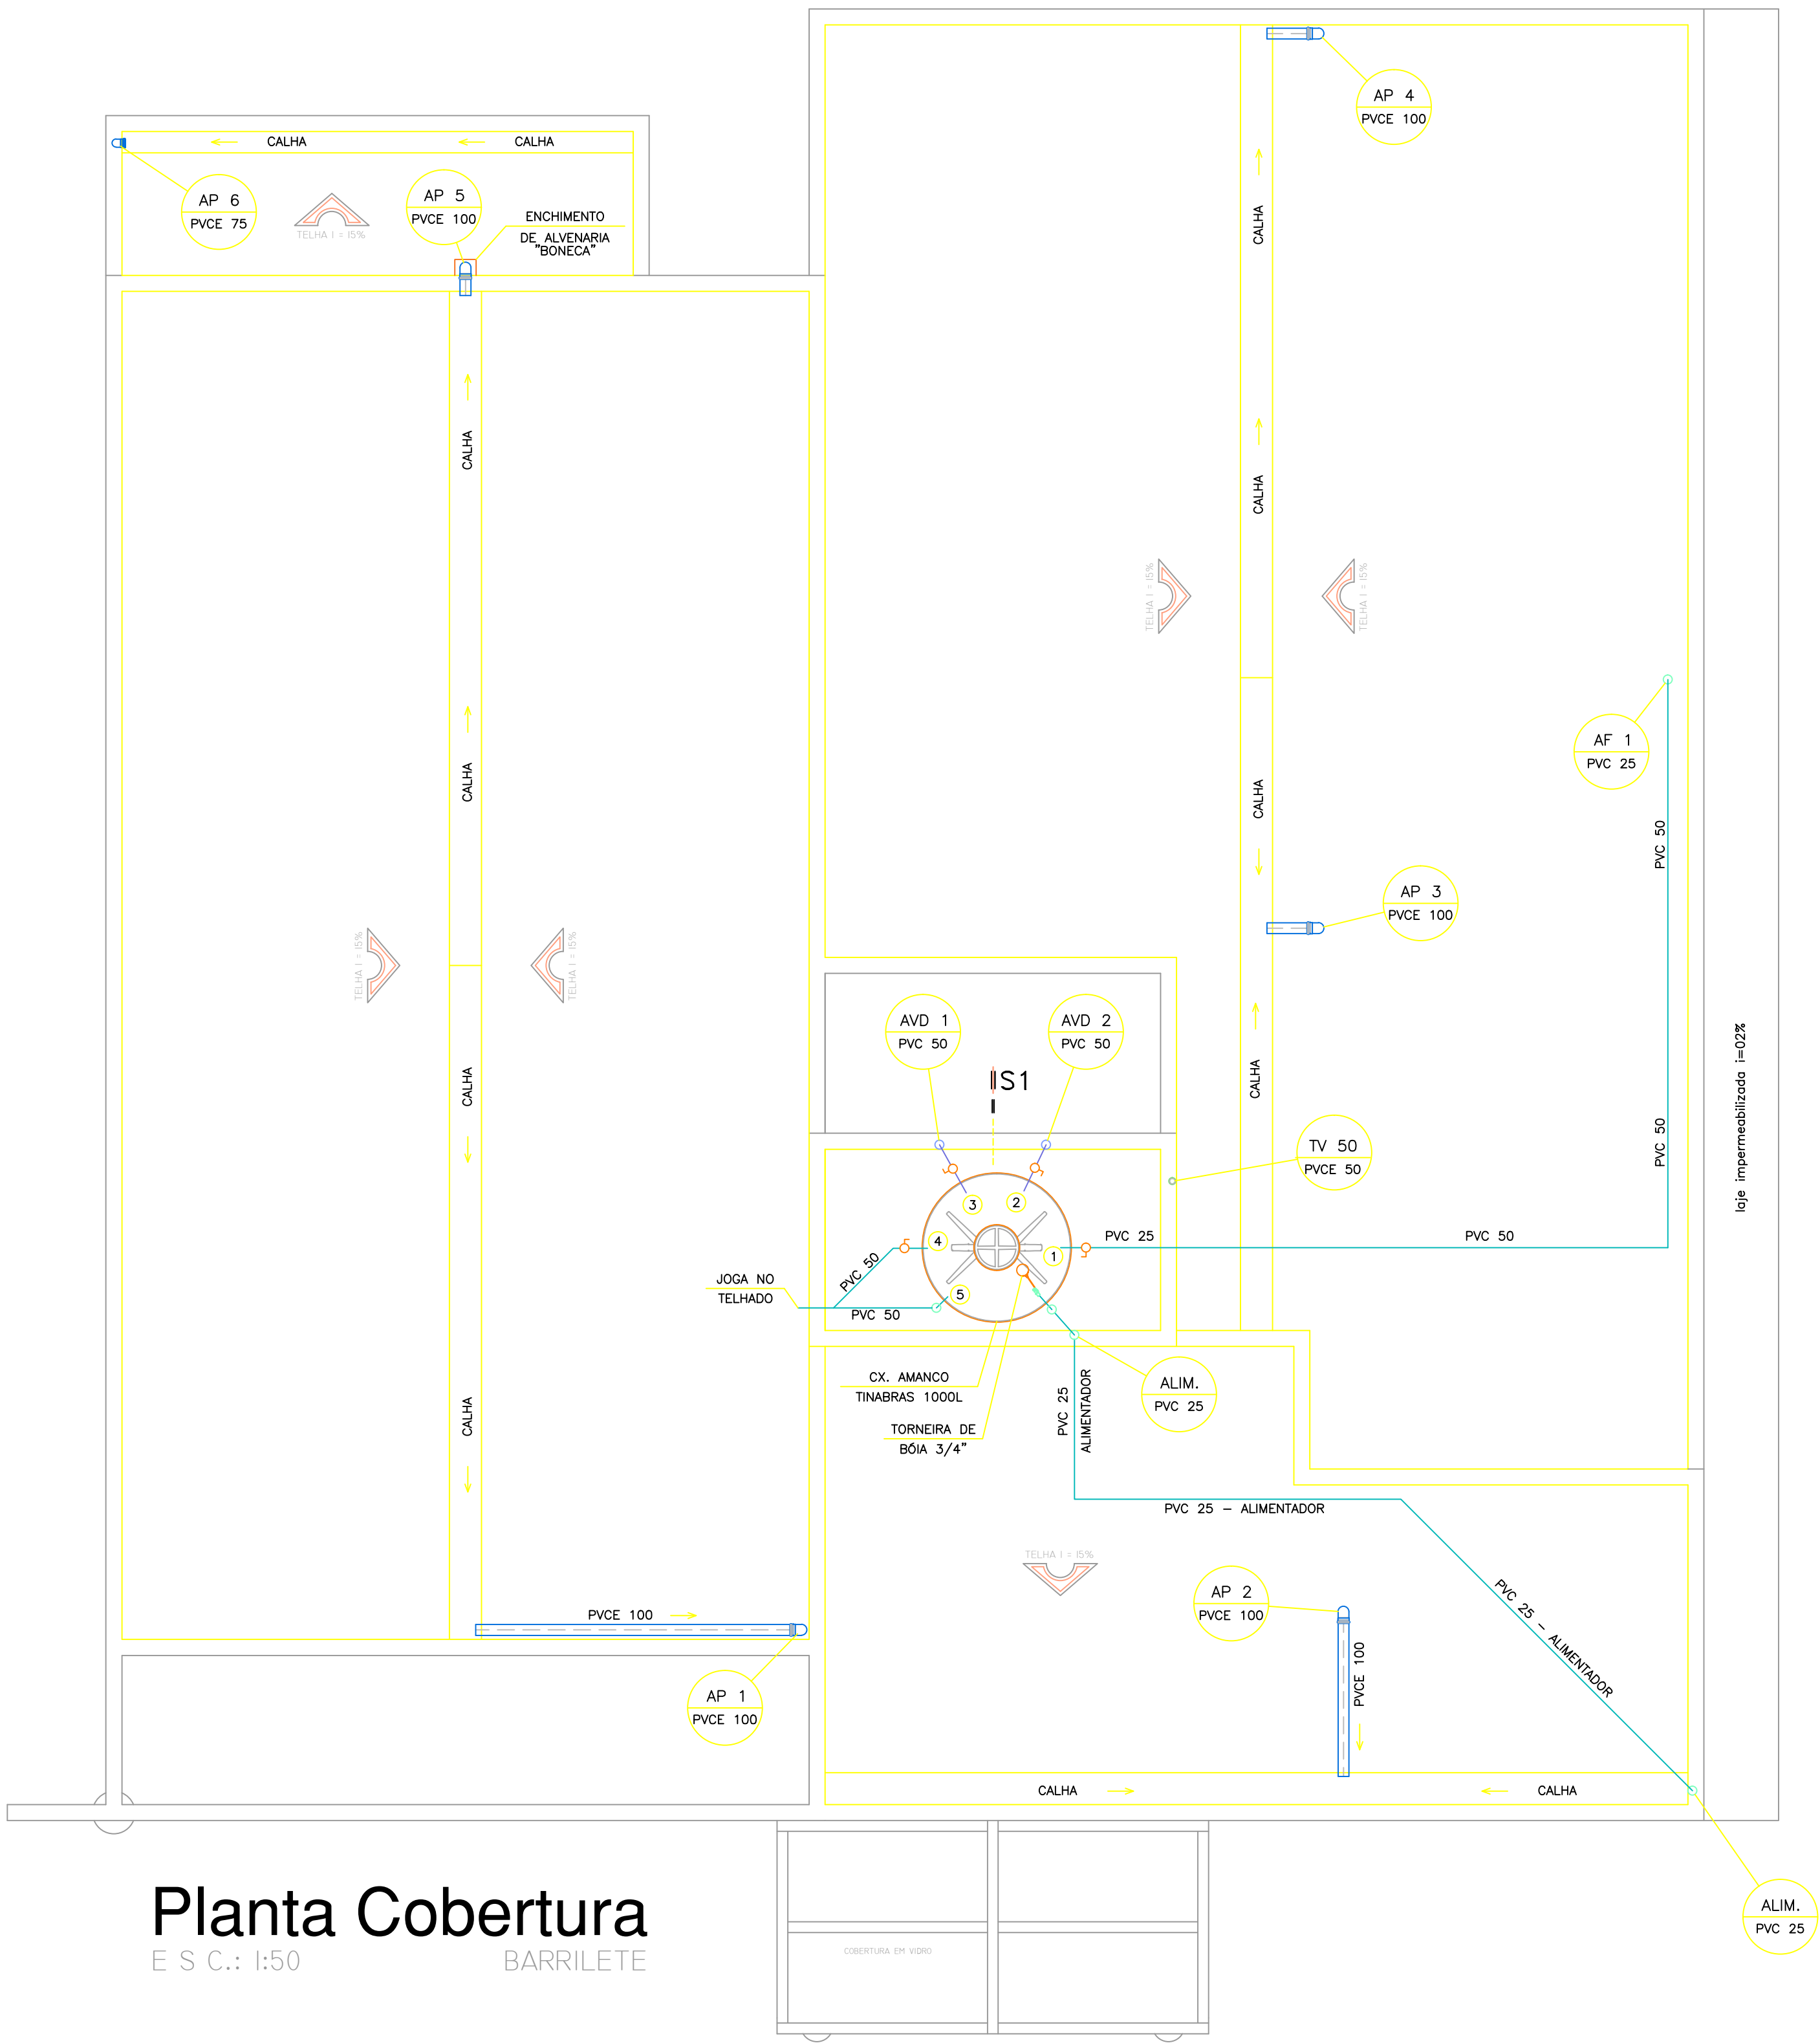 AP 4
PVCE 100
CALHA
CALHA
AP 6
PVCE 75
AP 5
PVCE 100
ENCHIMENTO
DE ALVENARIA
"BONECA"
TELHA I = 15%
CALHA
CALHA
CALHA
TELHA I = 15%
TELHA I = 15%
CALHA
AF 1
PVC 25
CALHA
CALHA
PVC 50
AP 3
PVCE 100
TELHA I = 15%
TELHA I = 15%
AVD 1
PVC 50
AVD 2
PVC 50
IS1
CALHA
CALHA
laje impermeabilizada i=02%
TV 50
PVCE 50
PVC 50
3
2
4
1
5
PVC 25
PVC 50
PVC 50
JOGA NO
TELHADO
PVC 50
CX. AMANCO
TINABRAS 1000L
TORNEIRA DE
BÓIA 3/4"
ALIM.
PVC 25
PVC 25
ALIMENTADOR
CALHA
PVC 25 - ALIMENTADOR
TELHA I = 15%
AP 2
PVCE 100
PVC 25 - ALIMENTADOR
PVCE 100
PVCE 100
AP 1
PVCE 100
CALHA
CALHA
ALIM.
PVC 25
Planta Cobertura
E S C.: 1:50
BARRILETE
COBERTURA EM VIDRO